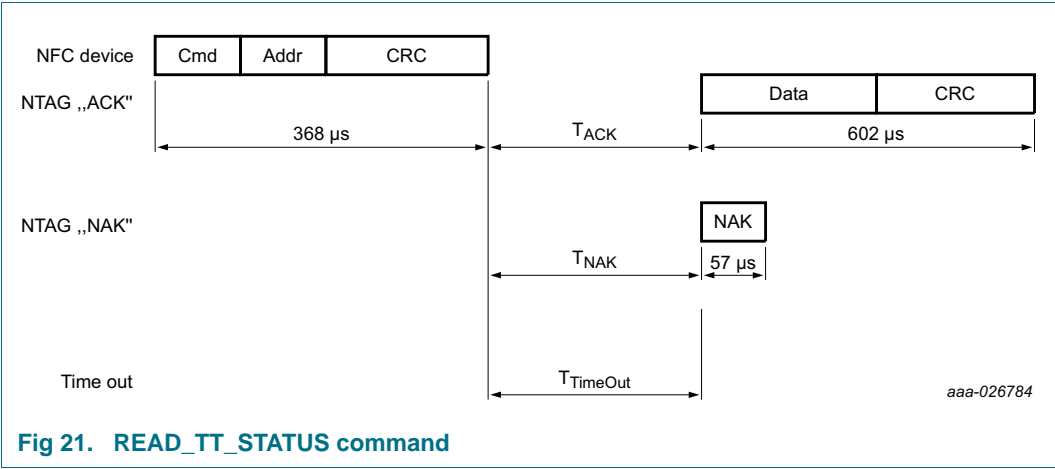 NFC device Cmd Addr CRC
NTAG ,,ACK" Data CRC
368 µs TACK 602 µs
NTAG ,,NAK" NAK
TNAK 57 µs
Time out TTimeOut aaa-026784
Fig 21. READ_TT_STATUS command